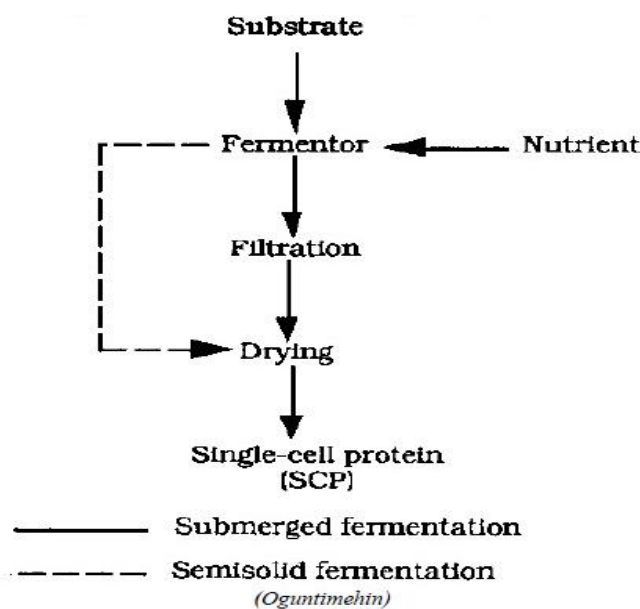 Substrate
Fermentor
Nutrient
Filtration
Drying
Single-cell protein
(SCP)
Submerged fermentation
Semisolid fermentation
(Oguntimehin)